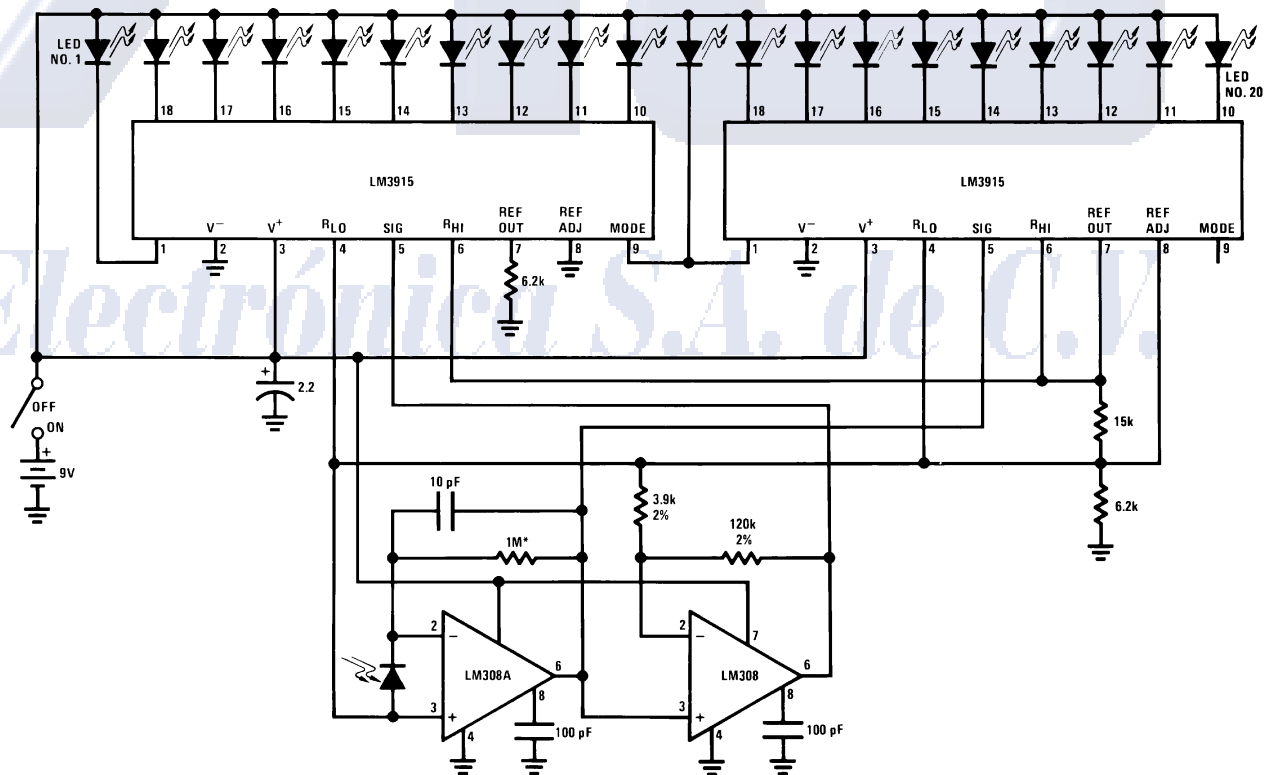 LED
NO. 1
LED
NO. 20
18 17 16 15 14 13 12 11 10
18 17 16 15 14 13 12 11 10
LM3915
LM3915
V− V+ RLO SIG RHI REF OUT REF ADJ MODE
V+ RLO SIG RHI REF OUT REF ADJ MODE
V−
1 2 3 4 5 6 7 8 9
1 2 3 4 5 6 7 8 9
6.2k
Electrónica S.A. de C.V.
+
2.2
OFF
ON
+
9V
15k
6.2k
10 pF
1M*
3.9k
2%
120k
2%
2
−
LM308A
6
3
+
8
4
100 pF
2
−
7
LM308
6
3
+
8
4
100 pF